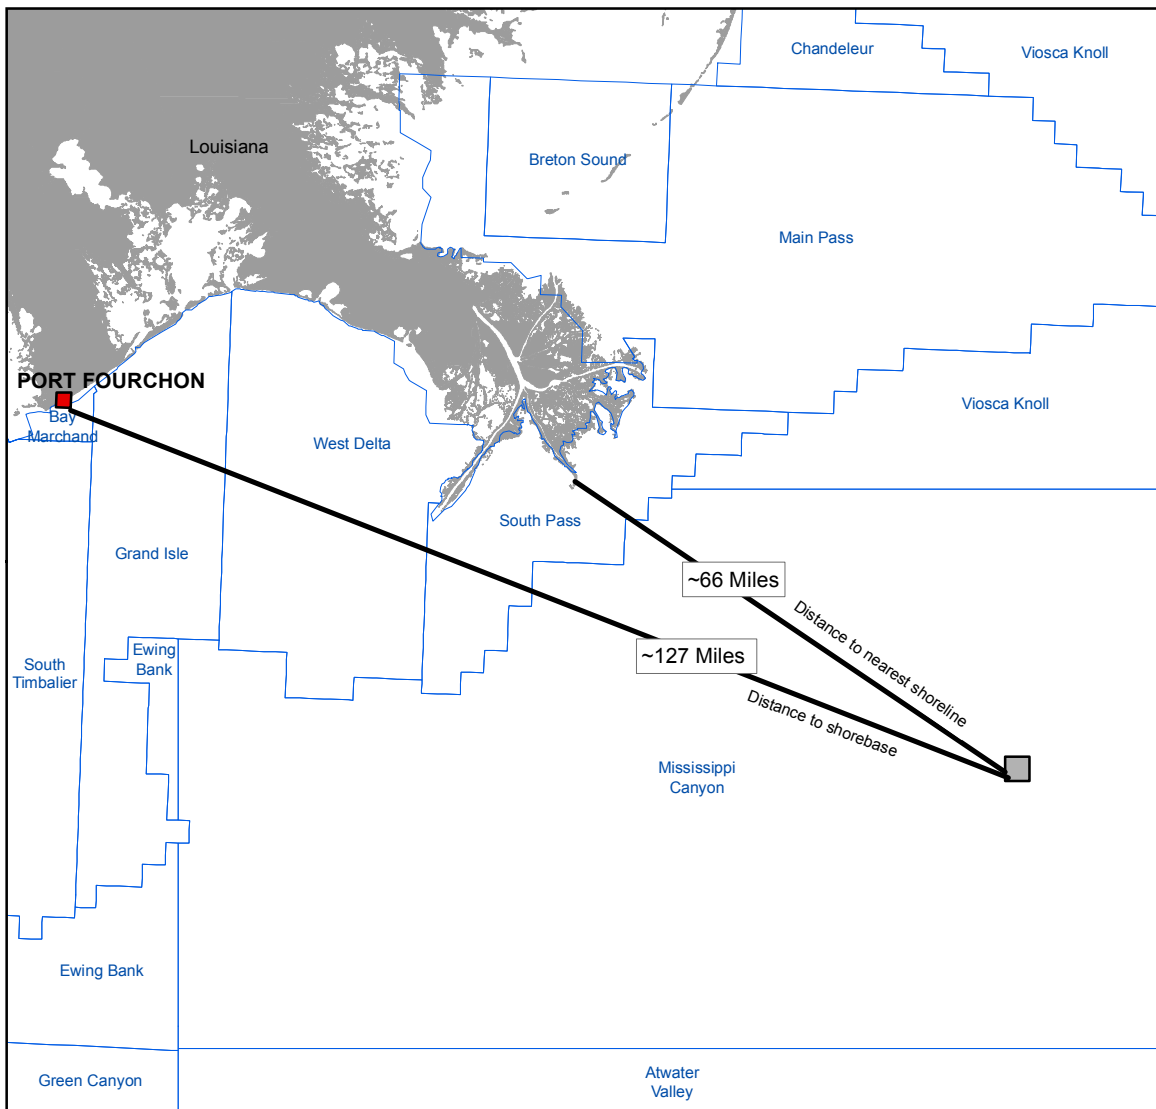 Chandeleur
Viosca Knoll
Louisiana
Breton Sound
Main Pass
PORT FOURCHON
Bay
Marchand
Viosca Knoll
West Delta
South Pass
Grand Isle
~66 Miles
Distance to nearest shoreline
~127 Miles
Distance to shorebase
Ewing
Bank
South
Timbalier
Mississippi
Canyon
Ewing Bank
Green Canyon
Atwater
Valley